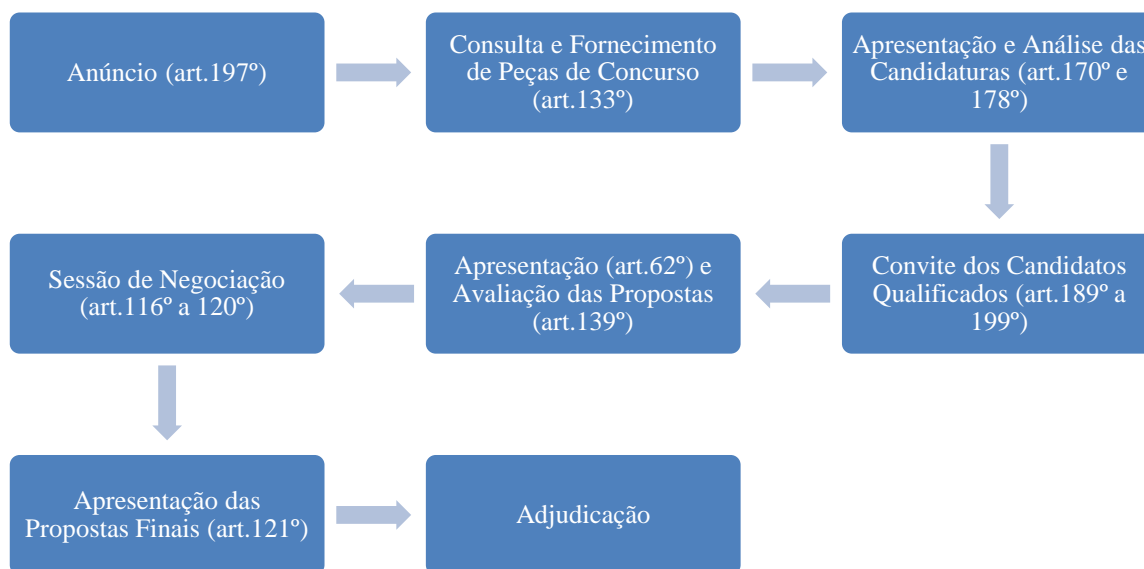 Anúncio (art.197º)
Consulta e Fornecimento
de Peças de Concurso
(art.133º)
Apresentação e Análise das
Candidaturas (art.170º e
178º)
Convite dos Candidatos
Qualificados (art.189º a
199º)
Apresentação (art.62º) e
Avaliação das Propostas
(art.139º)
Sessão de Negociação
(art.116º a 120º)
Apresentação das
Propostas Finais (art.121º)
Adjudicação